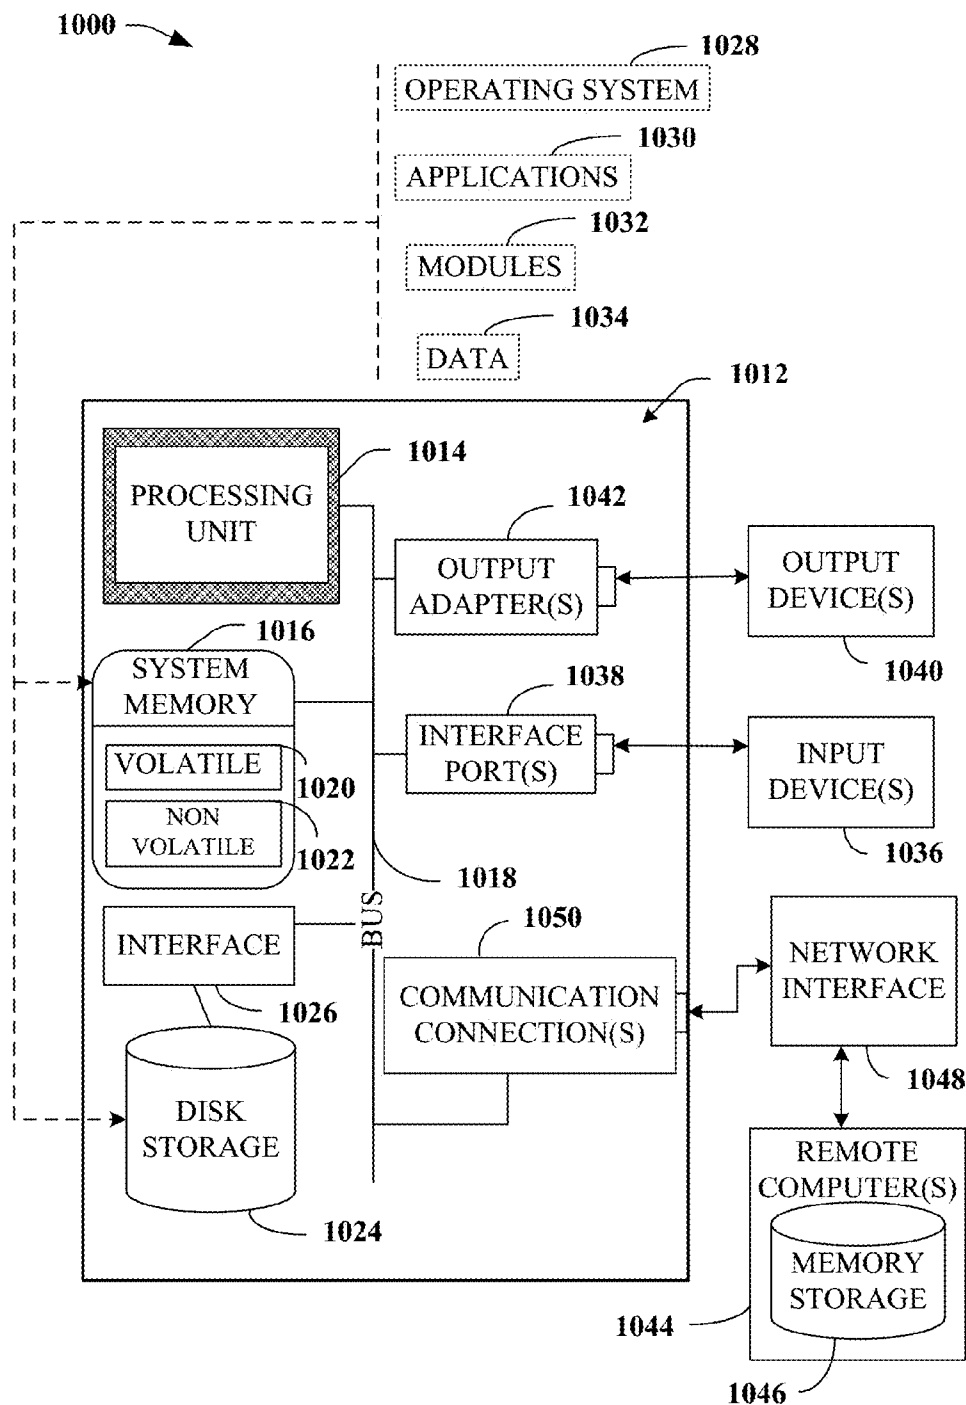 1000
1028
OPERATING SYSTEM
1030
APPLICATIONS
1032
MODULES
1034
DATA
1012
1014
PROCESSING
UNIT
1042
OUTPUT
ADAPTER(S)
OUTPUT
DEVICE(S)
1040
1016
SYSTEM
MEMORY
VOLATILE
1020
NON
VOLATILE
1022
1038
INTERFACE
PORT(S)
INPUT
DEVICE(S)
1036
1018
BUS
INTERFACE
1026
1050
COMMUNICATION
CONNECTION(S)
NETWORK
INTERFACE
1048
DISK
STORAGE
1024
REMOTE
COMPUTER(S)
MEMORY
STORAGE
1044
1046